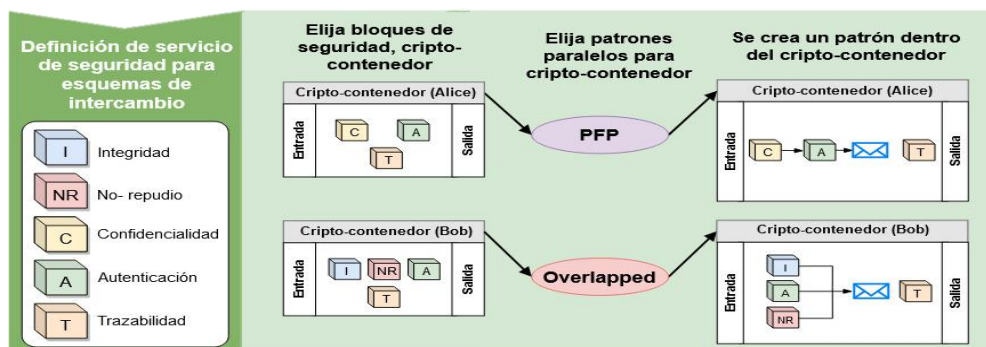 Definición de servicio
de seguridad para
esquemas de
intercambio
I Integridad
NR No- repudio
C Confidencialidad
A Autenticación
T Trazabilidad
Elija bloques de
seguridad, cripto-
contenedor
Elija patrones
paralelos para
cripto-contenedor
Se crea un patrón dentro
del cripto-contenedor
Cripto-contenedor (Alice)
Entrada
C
A
T
Salida
PFP
Cripto-contenedor (Alice)
Entrada
C
A
T
Salida
Cripto-contenedor (Bob)
Entrada
I
NR
A
T
Salida
Overlapped
Cripto-contenedor (Bob)
Entrada
I
A
NR
T
Salida